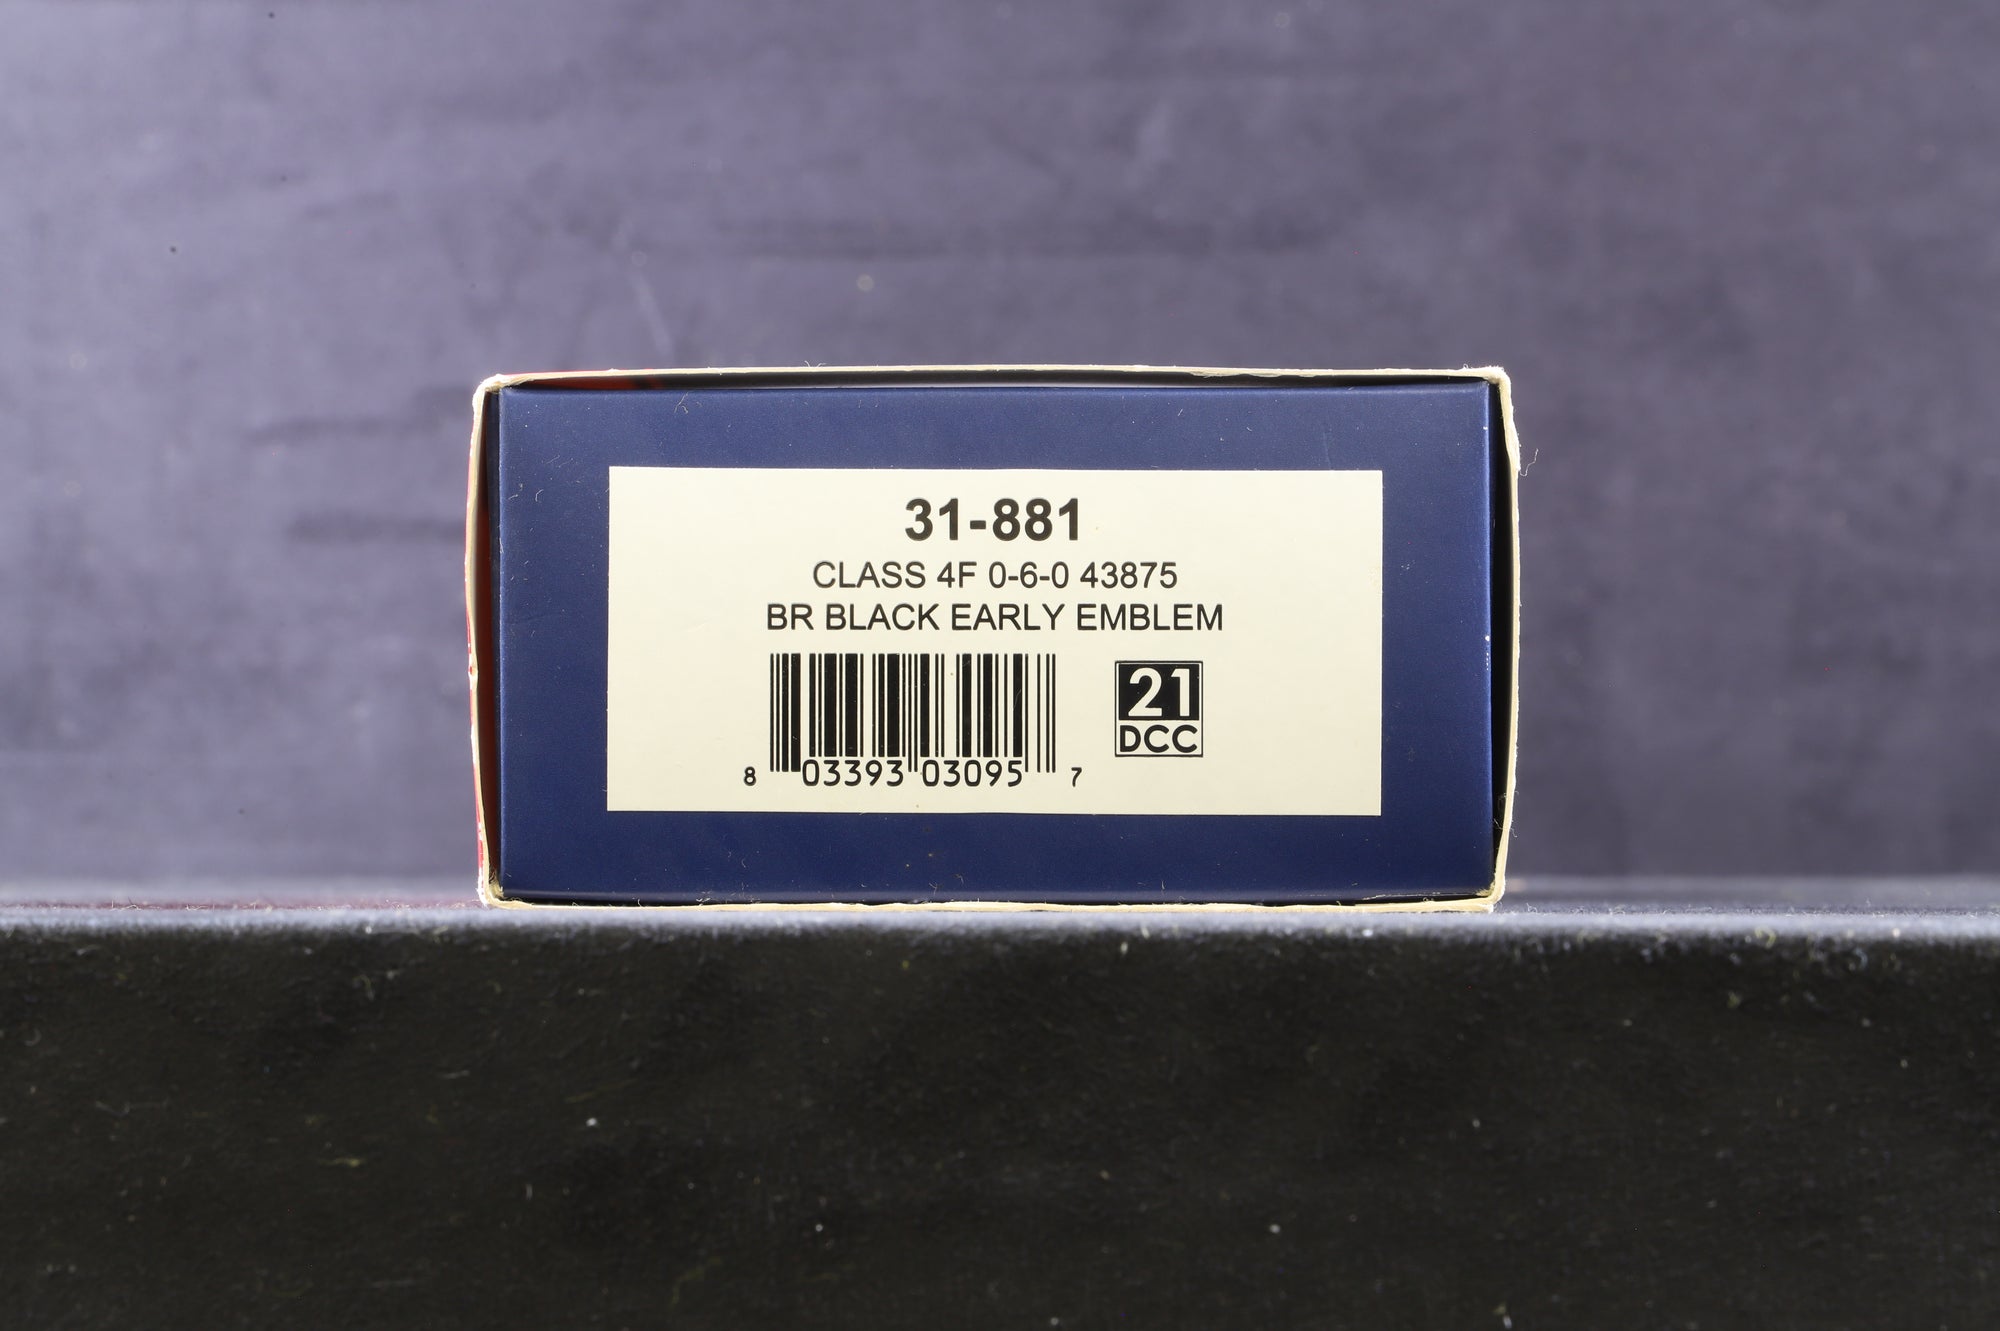 31-881
CLASS 4F 0-6-0 43875
BR BLACK EARLY EMBLEM
21
DCC
8 03393 03095 7